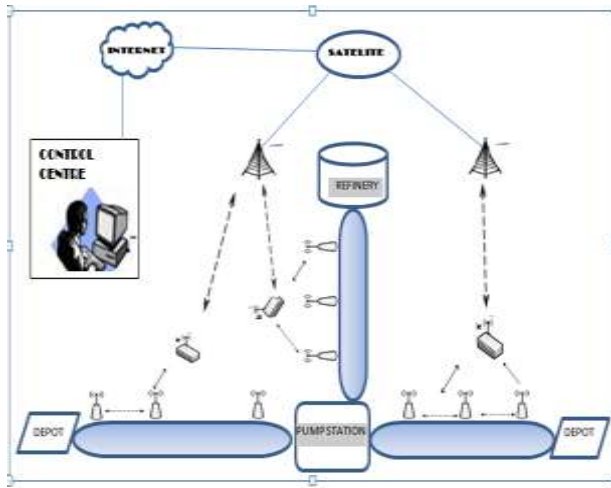 INTERNET
SATELITE
CONTROL
CENTRE
REFINERY
DEPOT
PUMPSTATION
DEPOT